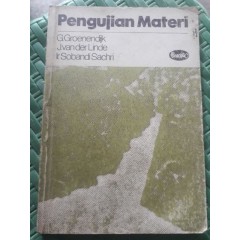 Pengujian Materi
G.Groenendijk
J.van der Linde
Ir Sobandi Sachri